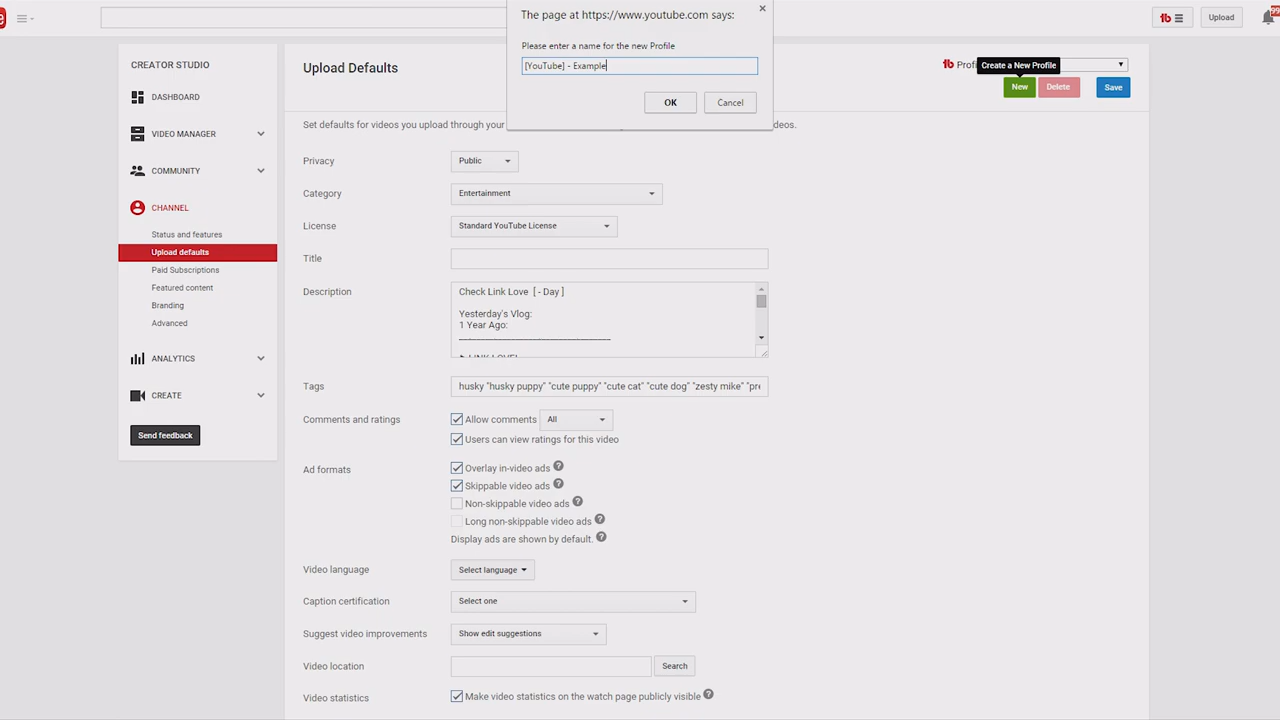 The page at https://www.youtube.com says:
Please enter a name for the new Profile
[YouTube] - Example
OK
Cancel
Upload
99
CREATOR STUDIO
DASHBOARD
VIDEO MANAGER
COMMUNITY
CHANNEL
Status and features
Upload defaults
Paid Subscriptions
Featured content
Branding
Advanced
ANALYTICS
CREATE
Send feedback
Upload Defaults
tb Profi
Create a New Profile
New
Delete
Save
Set defaults for videos you upload through your
deos.
Privacy
Public
Category
Entertainment
License
Standard YouTube License
Title
Description
Check Link Love [ - Day ]
Yesterday's Vlog:
1 Year Ago:
LINK LOVE!
Tags
husky "husky puppy" "cute puppy" "cute cat" "cute dog" "zesty mike" "pre
Comments and ratings
Allow comments
All
Users can view ratings for this video
Ad formats
Overlay in-video ads
Skippable video ads
Non-skippable video ads
Long non-skippable video ads
Display ads are shown by default.
Video language
Select language
Caption certification
Select one
Suggest video improvements
Show edit suggestions
Video location
Search
Video statistics
Make video statistics on the watch page publicly visible